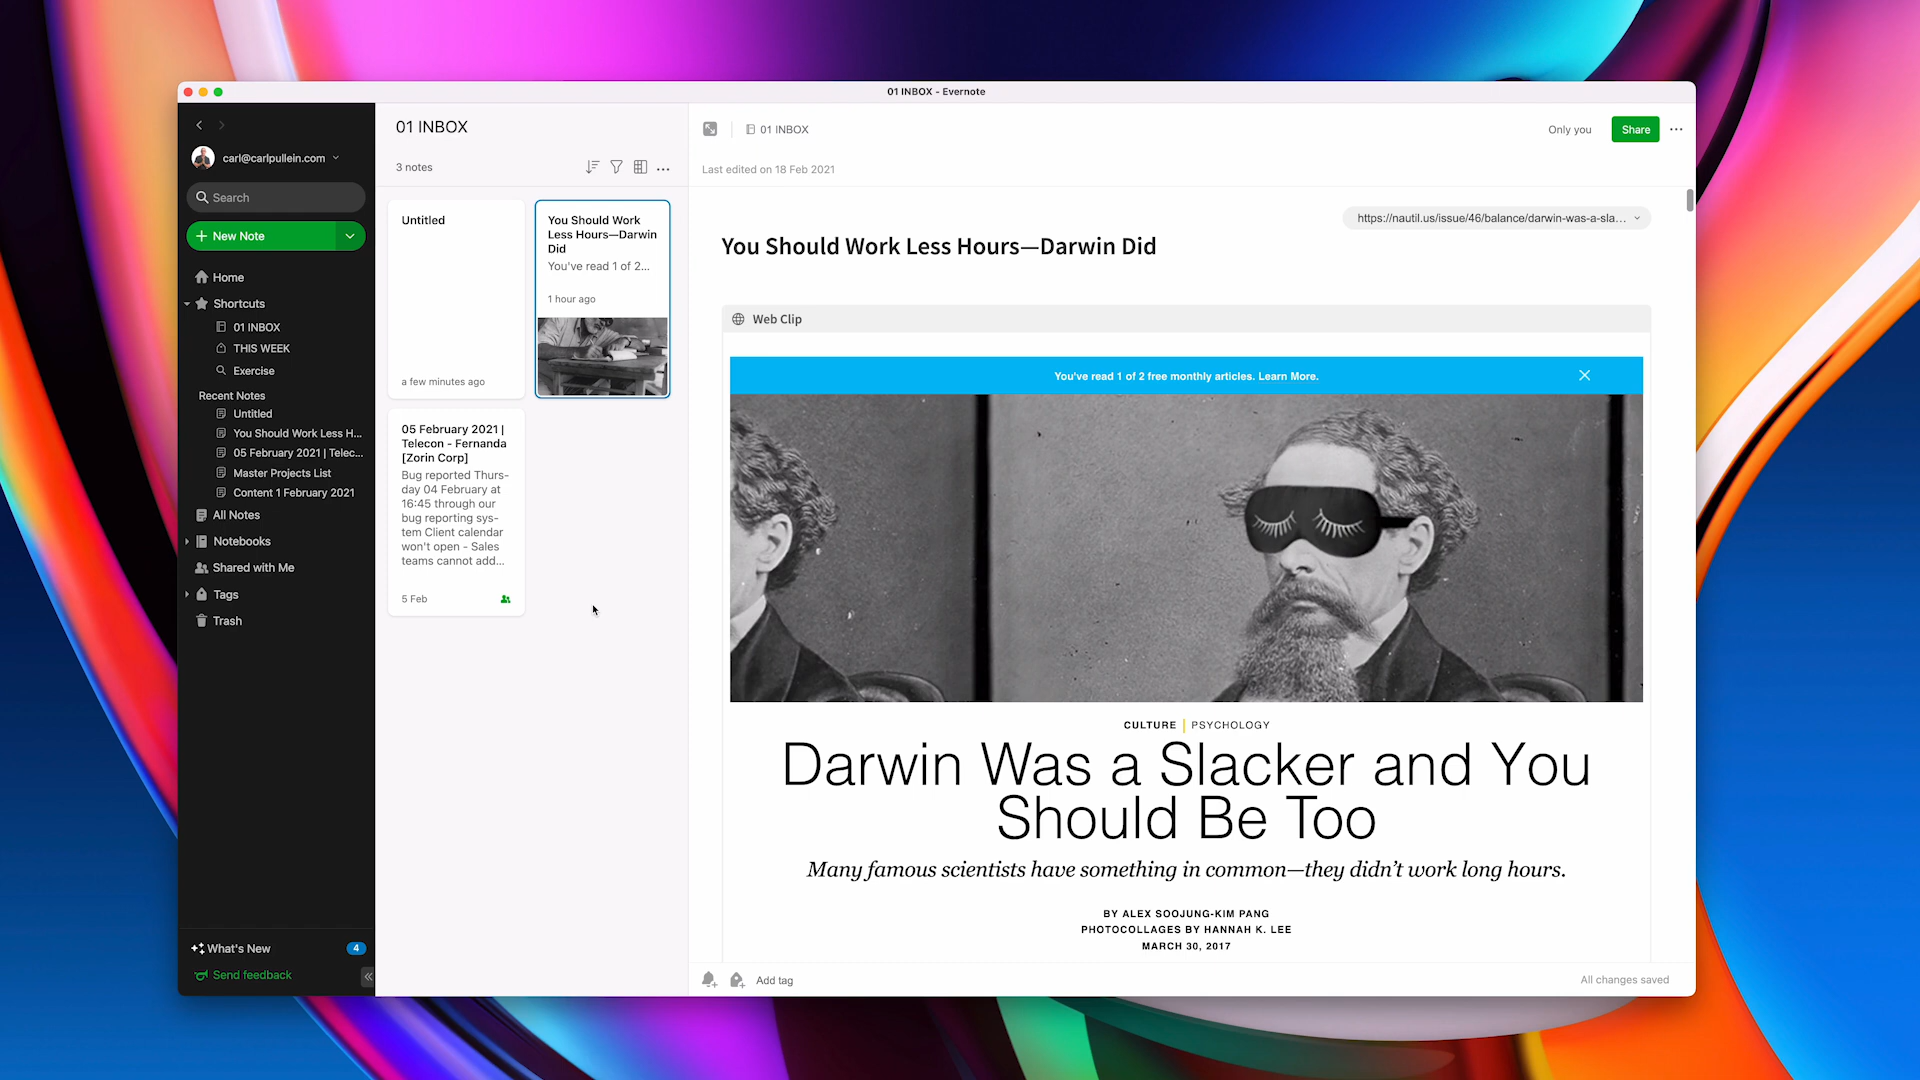 01 INBOX - Evernote
carl@carlpullein.com
Search
New Note
Home
Shortcuts
01 INBOX
THIS WEEK
Exercise
Recent Notes
Untitled
You Should Work Less H...
05 February 2021 | Telec...
Master Projects List
Content 1 February 2021
All Notes
Notebooks
Shared with Me
Tags
Trash
What's New
4
Send feedback
01 INBOX
3 notes
Untitled
a few minutes ago
You Should Work
Less Hours—Darwin
Did
You've read 1 of 2...
1 hour ago
05 February 2021 |
Telecon - Fernanda
[Zorin Corp]
Bug reported Thurs-
day 04 February at
16:45 through our
bug reporting sys-
tem Client calendar
won't open - Sales
teams cannot add...
5 Feb
01 INBOX
Only you
Share
Last edited on 18 Feb 2021
https://nautil.us/issue/46/balance/darwin-was-a-sla...
You Should Work Less Hours—Darwin Did
Web Clip
You've read 1 of 2 free monthly articles. Learn More.
CULTURE | PSYCHOLOGY
Darwin Was a Slacker and You
Should Be Too
Many famous scientists have something in common—they didn't work long hours.
BY ALEX SOOJUNG-KIM PANG
PHOTOCOLLAGES BY HANNAH K. LEE
MARCH 30, 2017
Add tag
All changes saved